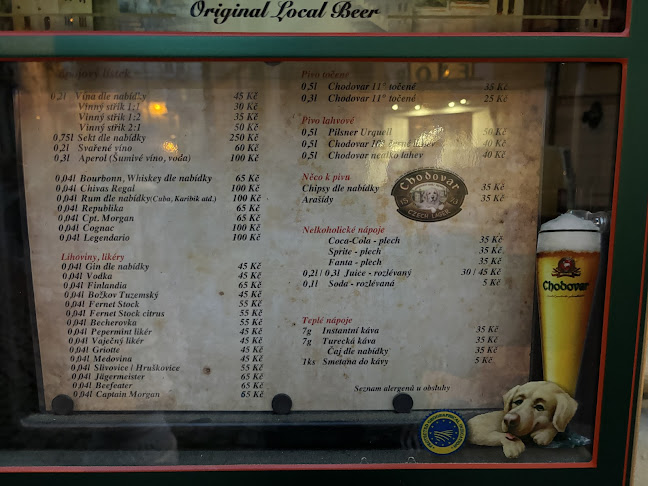 Original Local Beer
Nápojový lístek
0,2l Vína dle nabídky 45 Kč
Vinný střik 1:1 30 Kč
Vinný střik 1:2 35 Kč
Vinný střik 2:1 50 Kč
0,75l Sekt dle nabídky 250 Kč
0,2l Svařené víno 60 Kč
0,3l Aperol (Šumivé víno, voda) 100 Kč
0,04l Bourbonn, Whiskey dle nabídky 65 Kč
0,04l Chivas Regal 100 Kč
0,04l Rum dle nabídky (Cuba, Karibik atd.) 100 Kč
0,04l Republika 65 Kč
0,04l Cpt. Morgan 65 Kč
0,04l Cognac 100 Kč
0,04l Legendario 100 Kč
Lihoviny, likéry
0,04l Gin dle nabídky 45 Kč
0,04l Vodka 45 Kč
0,04l Finlandia 65 Kč
0,04l Božkov Tuzemský 45 Kč
0,04l Fernet Stock 55 Kč
0,04l Fernet Stock citrus 55 Kč
0,04l Becherovka 55 Kč
0,04l Pepermint likér 45 Kč
0,04l Vaječný likér 45 Kč
0,04l Griotte 45 Kč
0,04l Medovina 45 Kč
0,04l Slivovice / Hruškovice 55 Kč
0,04l Jägermeister 65 Kč
0,04l Beefeater 65 Kč
0,04l Captain Morgan 65 Kč
Pivo točené
0,5l Chodovar 11° točené 35 Kč
0,3l Chodovar 11° točené 25 Kč
Pivo lahvové
0,5l Pilsner Urquell 50 Kč
0,5l Chodovar 10° černé lahev 40 Kč
0,5l Chodovar nealko lahev 40 Kč
Něco k pivu
Chipsy dle nabídky 35 Kč
Arašídy 35 Kč
Chodovar
CZECH LAGER
Nelkoholické nápoje
Coca-Cola - plech 35 Kč
Sprite - plech 35 Kč
Fanta - plech 35 Kč
0,2l | 0,3l Juice - rozlévaný 30 | 45 Kč
0,1l Soda - rozlévaná 5 Kč
Teplé nápoje
7g Instantní káva 35 Kč
7g Turecká káva 35 Kč
Čaj dle nabídky 35 Kč
1ks Smetana do kávy 5 Kč
Seznam alergenů u obsluhy
Chodovar